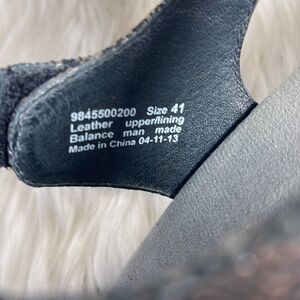 9845500200 Size 41
Leather upper/lining
Balance man made
Made in China 04-11-13